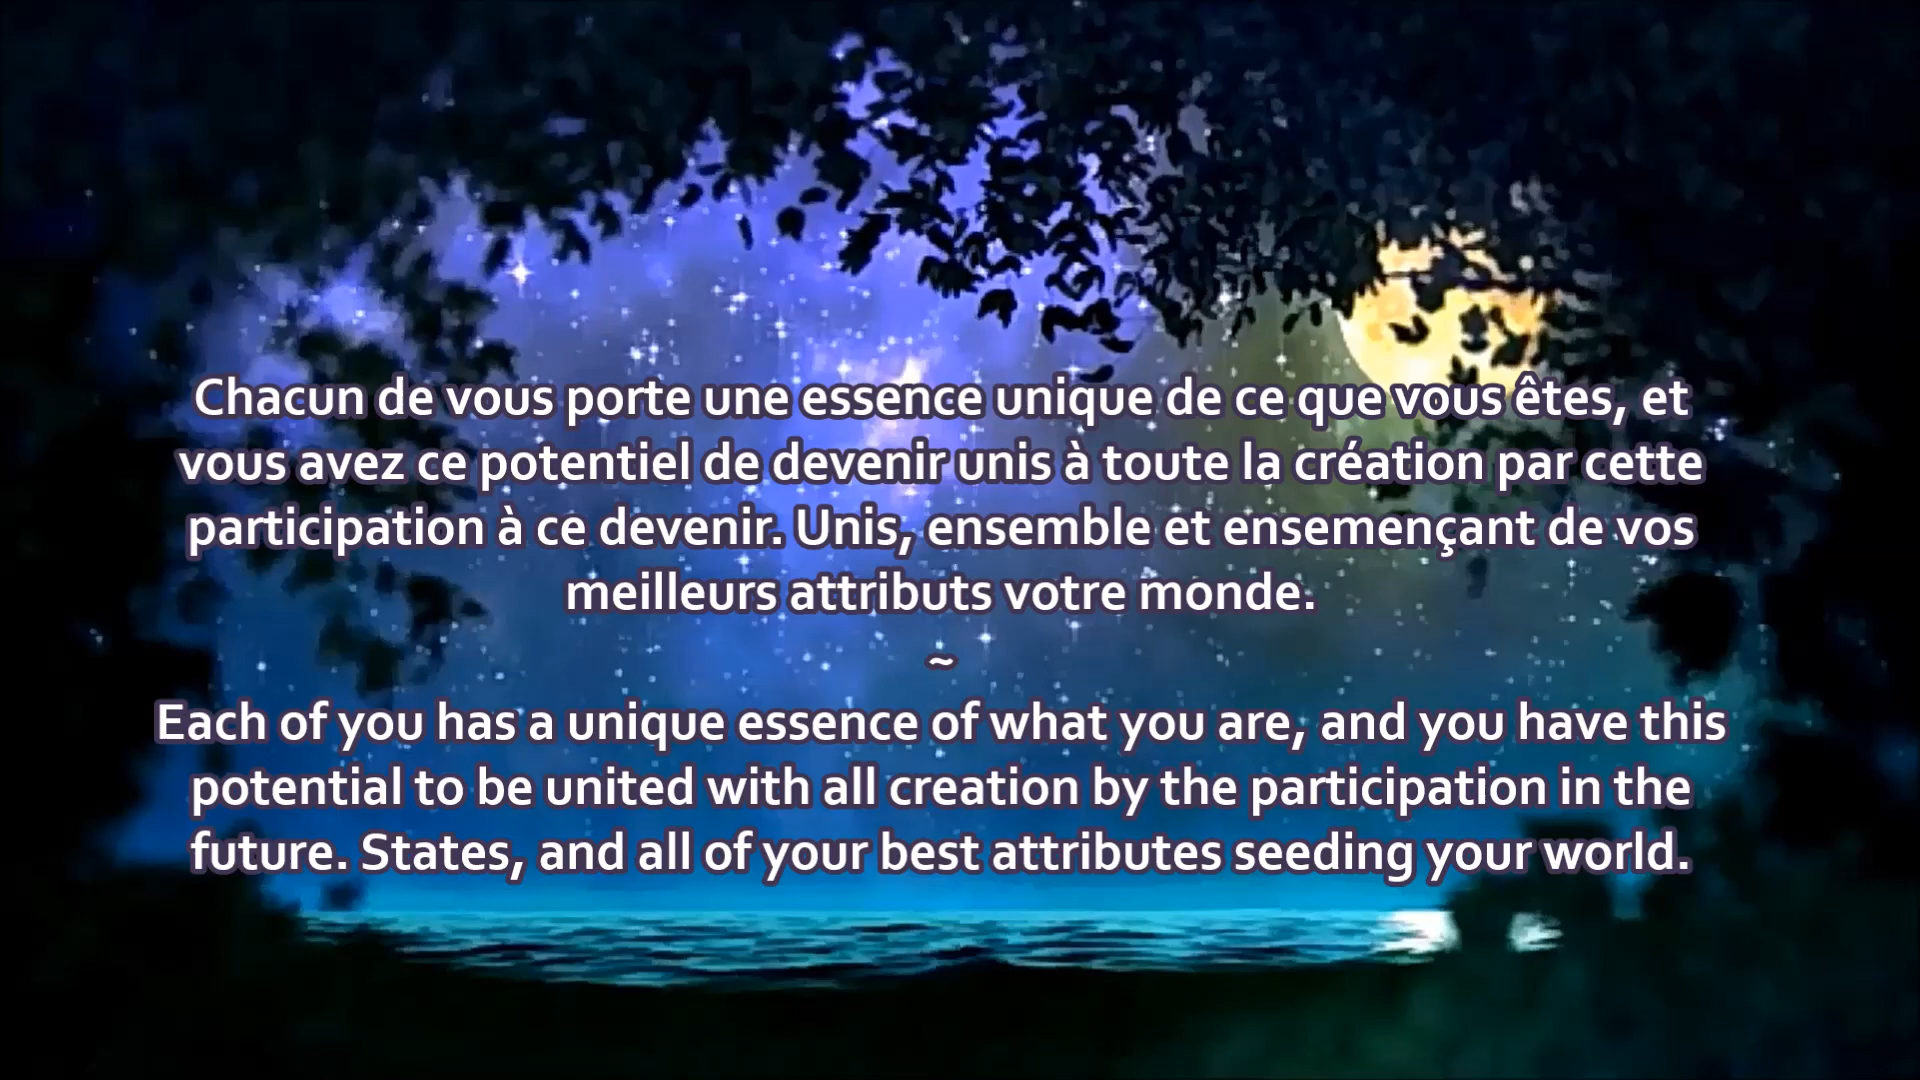 Chacun de vous porte une essence unique de ce que vous êtes, et
vous avez ce potentiel de devenir unis à toute la création par cette
participation à ce devenir. Unis, ensemble et ensemençant de vos
meilleurs attributs votre monde.
~
Each of you has a unique essence of what you are, and you have this
potential to be united with all creation by the participation in the
future. States, and all of your best attributes seeding your world.